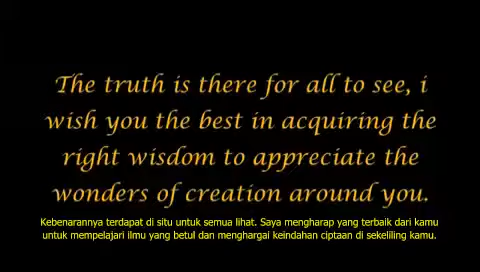 The truth is there for all to see, i
wish you the best in acquiring the
right wisdom to appreciate the
wonders of creation around you.
Kebenarannya terdapat di situ untuk semua lihat. Saya mengharap yang terbaik dari kamu
untuk mempelajari ilmu yang betul dan menghargai keindahan ciptaan di sekeliling kamu.